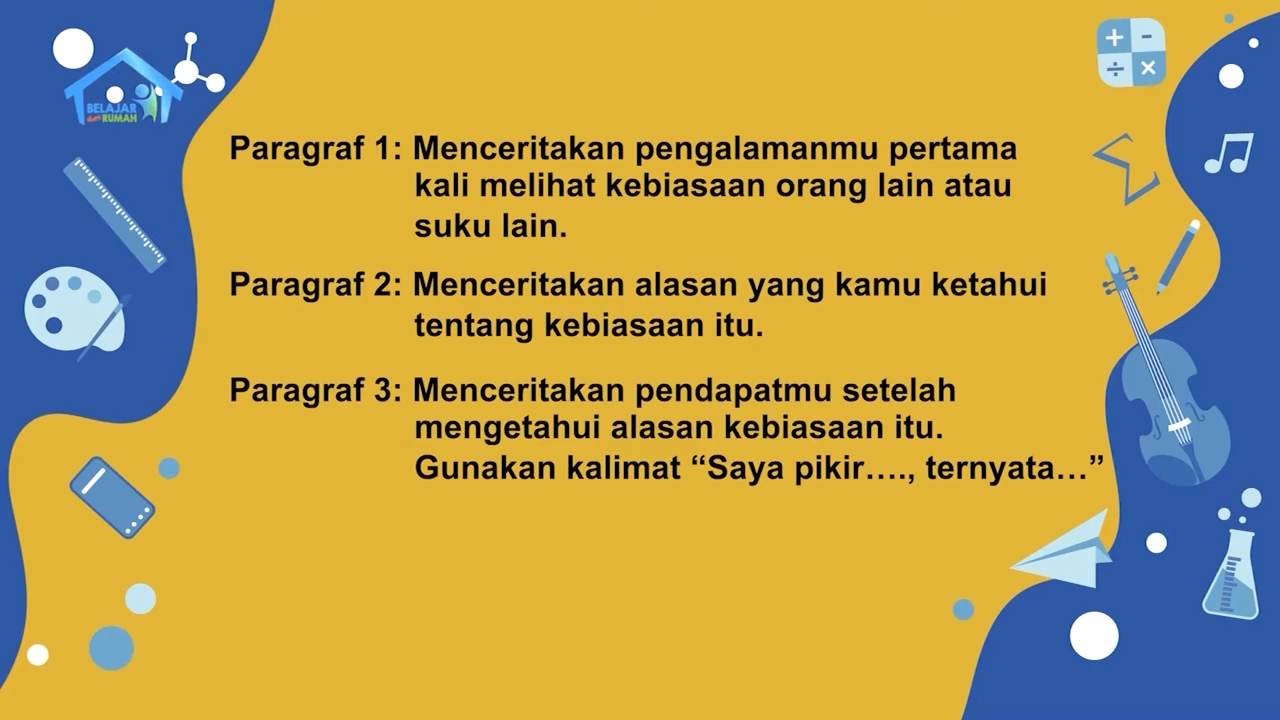 BELAJAR
dari RUMAH
Paragraf 1: Menceritakan pengalamanmu pertama
kali melihat kebiasaan orang lain atau
suku lain.
Paragraf 2: Menceritakan alasan yang kamu ketahui
tentang kebiasaan itu.
Paragraf 3: Menceritakan pendapatmu setelah
mengetahui alasan kebiasaan itu.
Gunakan kalimat “Saya pikir…., ternyata…”